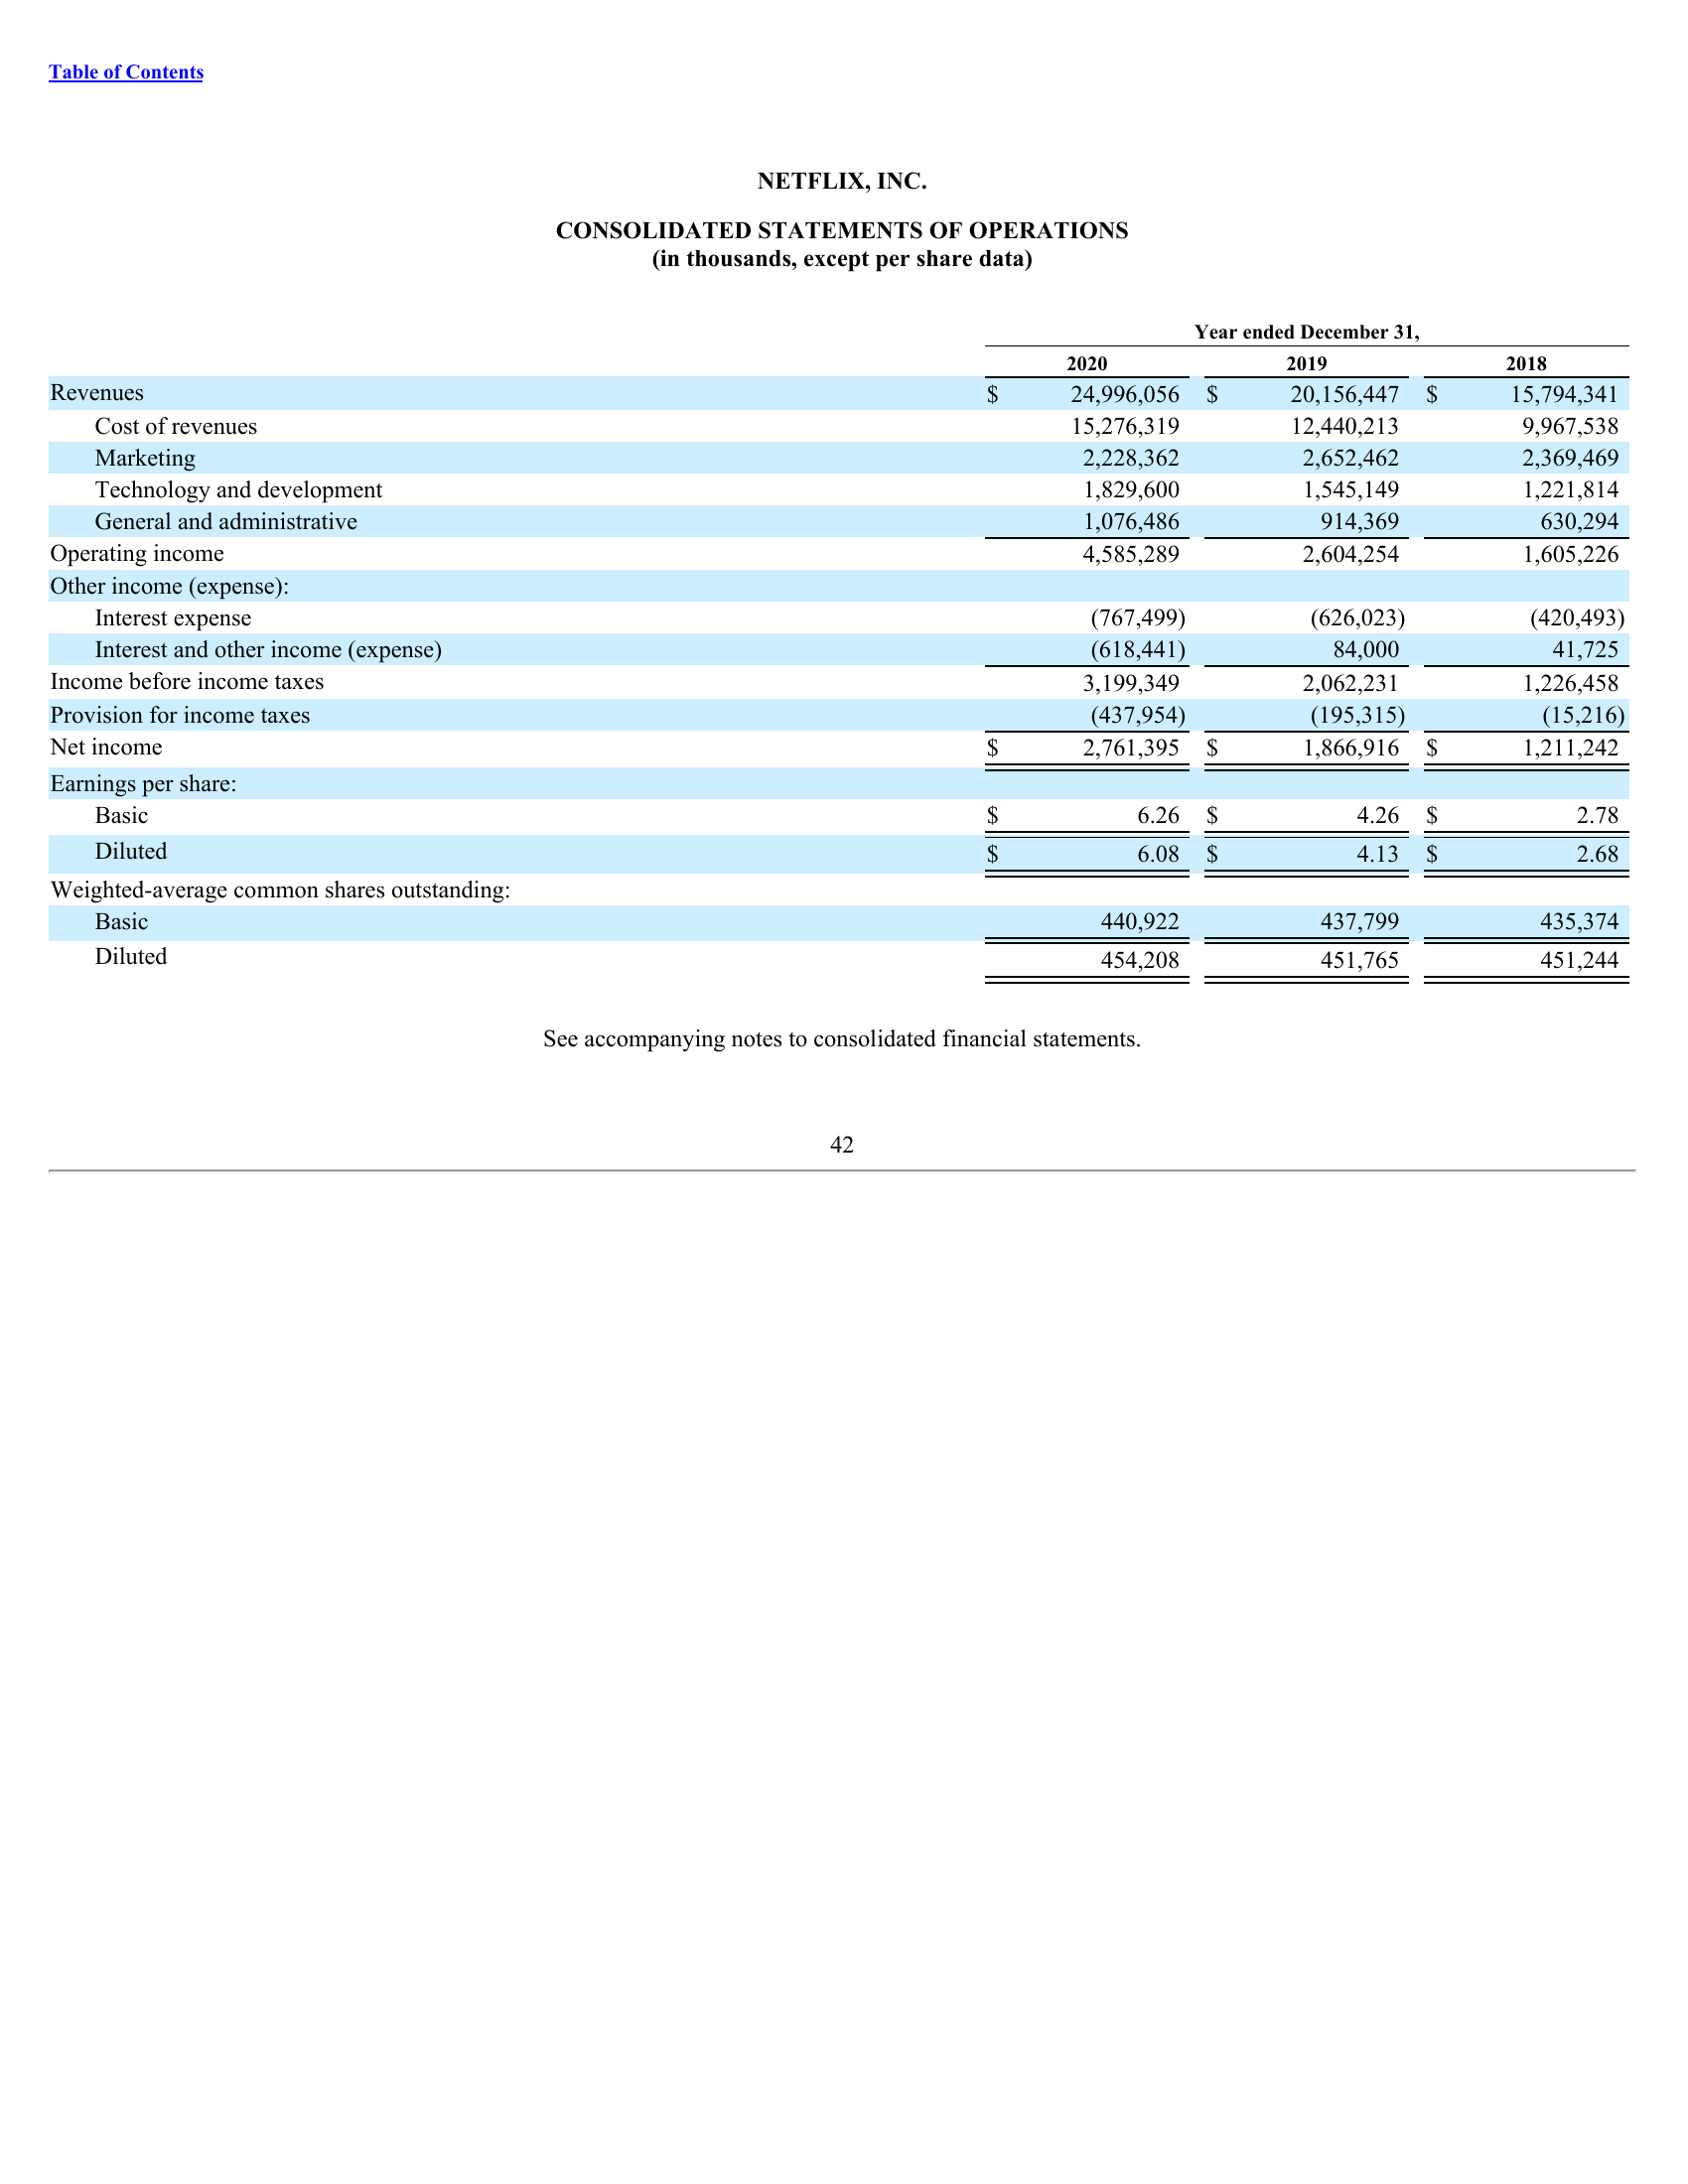 Table of Contents
NETFLIX, INC.
CONSOLIDATED STATEMENTS OF OPERATIONS
(in thousands, except per share data)
Year ended December 31,
2020 2019 2018
Revenues $ 24,996,056 $ 20,156,447 $ 15,794,341
Cost of revenues 15,276,319 12,440,213 9,967,538
Marketing 2,228,362 2,652,462 2,369,469
Technology and development 1,829,600 1,545,149 1,221,814
General and administrative 1,076,486 914,369 630,294
Operating income 4,585,289 2,604,254 1,605,226
Other income (expense):
Interest expense (767,499) (626,023) (420,493)
Interest and other income (expense) (618,441) 84,000 41,725
Income before income taxes 3,199,349 2,062,231 1,226,458
Provision for income taxes (437,954) (195,315) (15,216)
Net income $ 2,761,395 $ 1,866,916 $ 1,211,242
Earnings per share:
Basic $ 6.26 $ 4.26 $ 2.78
Diluted $ 6.08 $ 4.13 $ 2.68
Weighted-average common shares outstanding:
Basic 440,922 437,799 435,374
Diluted 454,208 451,765 451,244
See accompanying notes to consolidated financial statements.
42